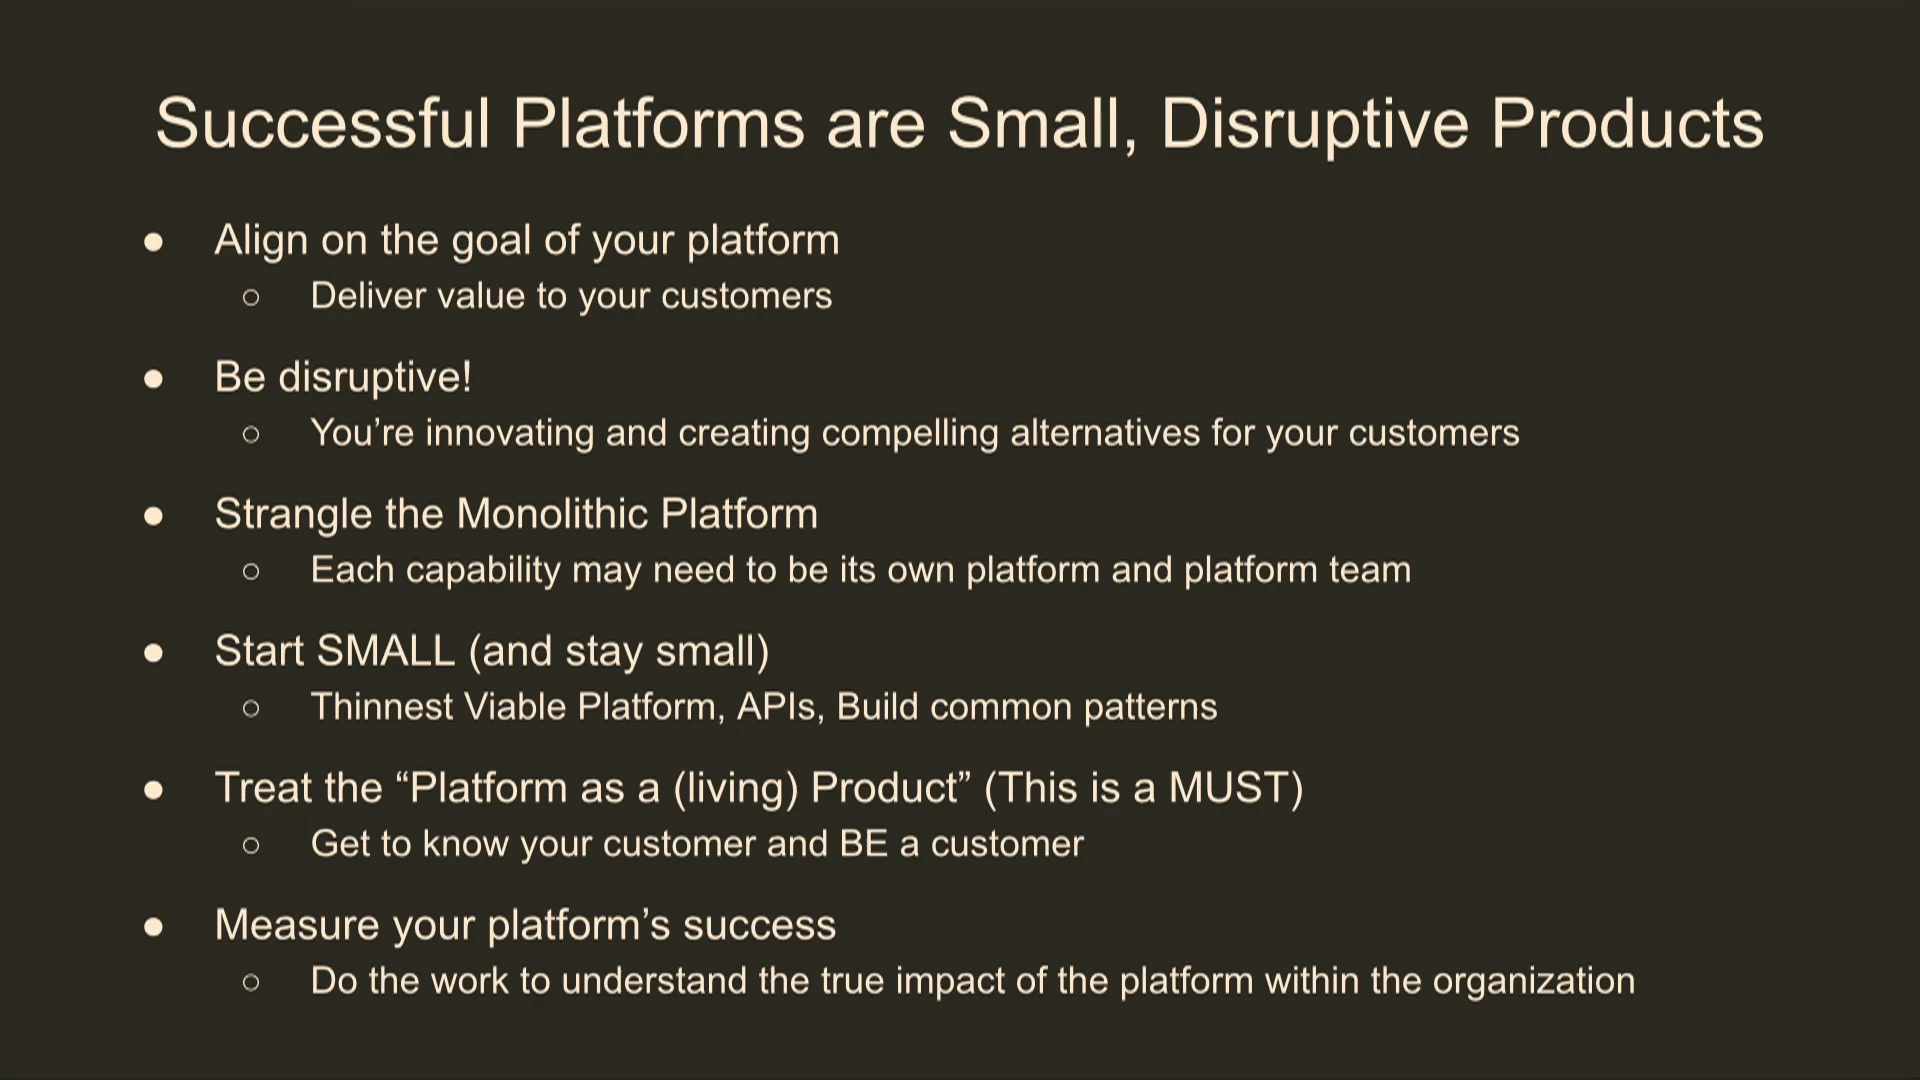 Successful Platforms are Small, Disruptive Products
● Align on the goal of your platform
○ Deliver value to your customers
● Be disruptive!
○ You’re innovating and creating compelling alternatives for your customers
● Strangle the Monolithic Platform
○ Each capability may need to be its own platform and platform team
● Start SMALL (and stay small)
○ Thinnest Viable Platform, APIs, Build common patterns
● Treat the “Platform as a (living) Product” (This is a MUST)
○ Get to know your customer and BE a customer
● Measure your platform’s success
○ Do the work to understand the true impact of the platform within the organization